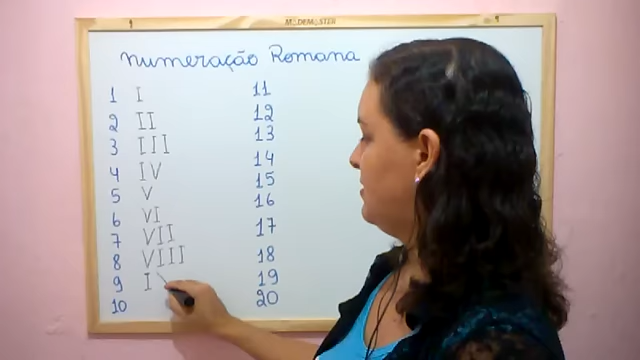 MODEMASTER
Numeração Romana
1 I
2 II
3 III
4 IV
5 V
6 VI
7 VII
8 VIII
9 I
10
11
12
13
14
15
16
17
18
19
20